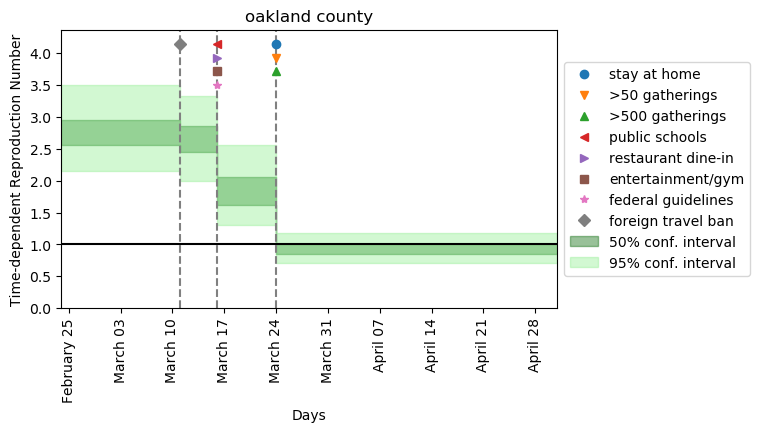 oakland county
Time-dependent Reproduction Number
4.0
3.5
3.0
2.5
2.0
1.5
1.0
0.5
0.0
February 25
March 03
March 10
March 17
March 24
March 31
April 07
April 14
April 21
April 28
Days
stay at home
>50 gatherings
>500 gatherings
public schools
restaurant dine-in
entertainment/gym
federal guidelines
foreign travel ban
50% conf. interval
95% conf. interval